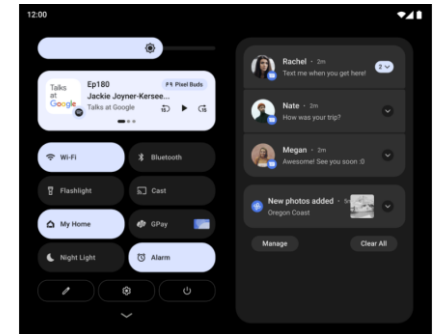 12:00
Talks
at
Google
Ep180
Pixel Buds
Jackie Joyner-Kersee...
Talks at Google
Wi-Fi
Bluetooth
Flashlight
Cast
My Home
GPay
Night Light
Alarm
Rachel · 2m
Text me when you get here!
2
Nate · 2m
How was your trip?
Megan · 2m
Awesome! See you soon :0
New photos added · 5m
Oregon Coast
Manage
Clear All